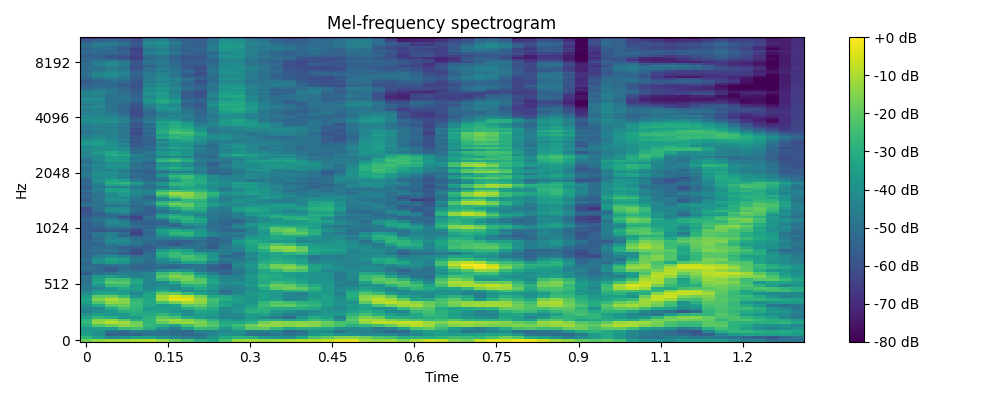 Mel-frequency spectrogram
+0 dB
8192
-10 dB
4096
-20 dB
-30 dB
2048
-40 dB
Hz
1024
-50 dB
-60 dB
512
-70 dB
0
-80 dB
0 0.15 0.3 0.45 0.6 0.75 0.9 1.1 1.2
Time